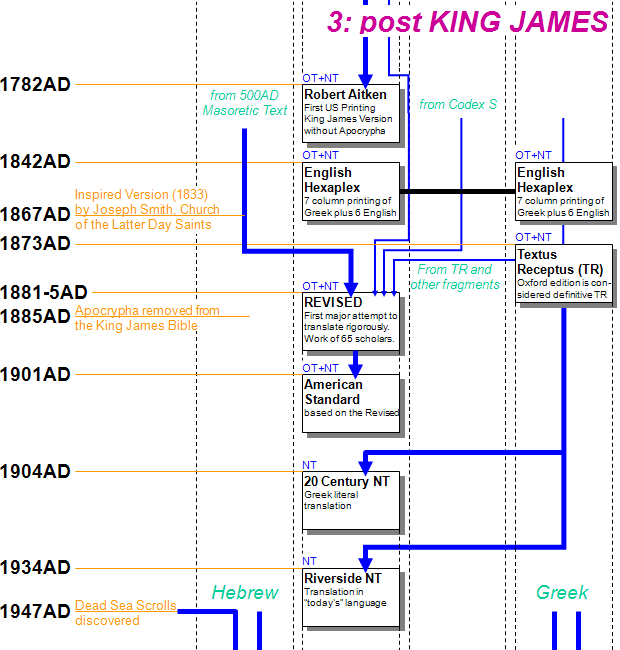 3: post KING JAMES
1782AD
OT+NT
Robert Aitken
First US Printing
King James Version
without Apocrypha
from 500AD
Masoretic Text
from Codex S
1842AD
OT+NT
English
Hexaplex
7 column printing of
Greek plus 6 English
OT+NT
English
Hexaplex
7 column printing of
Greek plus 6 English
Inspired Version (1833)
by Joseph Smith, Church
of the Latter Day Saints
1867AD
1873AD
OT+NT
Textus
Receptus (TR)
Oxford edition is con-
sidered definitive TR
From TR and
other fragments
1881-5AD
OT+NT
REVISED
First major attempt to
translate rigorously.
Work of 65 scholars.
1885AD
Apocrypha removed from
the King James Bible
1901AD
OT+NT
American
Standard
based on the Revised
1904AD
NT
20 Century NT
Greek literal
translation
1934AD
NT
Riverside NT
Translation in
"today's" language
Hebrew
Greek
1947AD
Dead Sea Scrolls
discovered